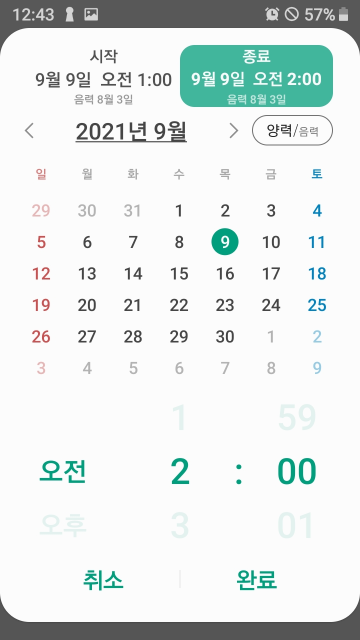 12:43 57%
시작 종료
9월 9일 오전 1:00 9월 9일 오전 2:00
음력 8월 3일 음력 8월 3일
2021년 9월 양력/음력
일 월 화 수 목 금 토
29 30 31 1 2 3 4
5 6 7 8 9 10 11
12 13 14 15 16 17 18
19 20 21 22 23 24 25
26 27 28 29 30 1 2
3 4 5 6 7 8 9
1 59
오전 2 : 00
오후 3 01
취소 완료